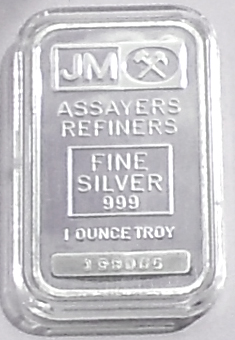 JM
ASSAYERS
REFINERS
FINE
SILVER
999
1 OUNCE TROY